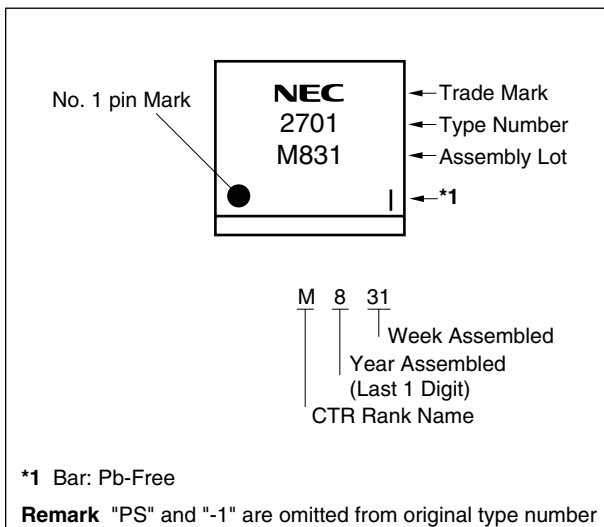 No. 1 pin Mark
NEC
2701
M831
Trade Mark
Type Number
Assembly Lot
*1
M 8 31
Week Assembled
Year Assembled
(Last 1 Digit)
CTR Rank Name
*1 Bar: Pb-Free
Remark "PS" and "-1" are omitted from original type number